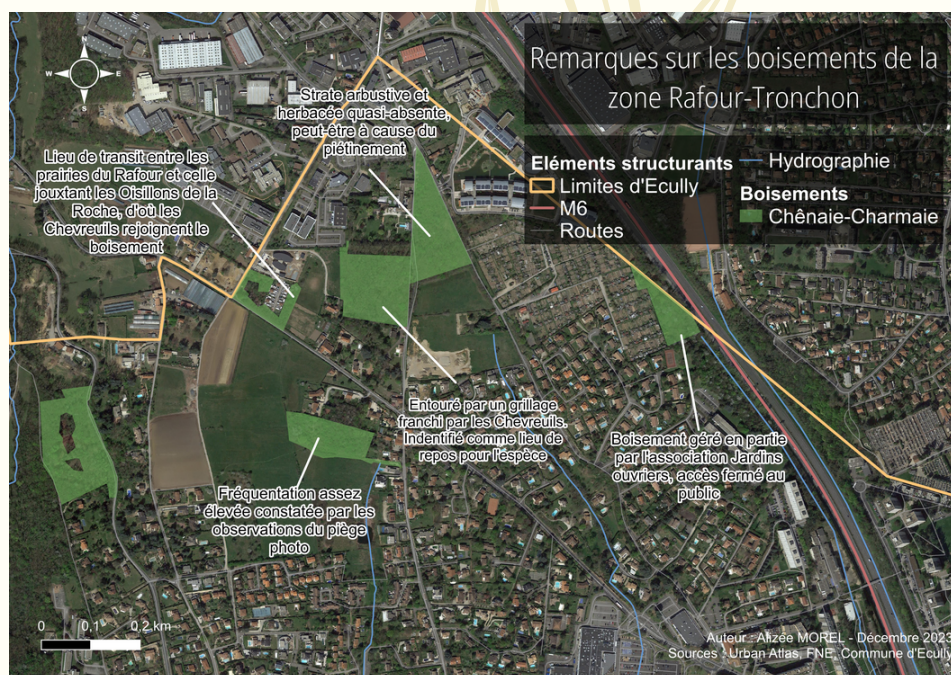 Remarques sur les boisements de la
zone Rafour-Tronchon
Eléments structurants
Limites d'Ecully
M6
Routes
Hydrographie
Boisements
Chênaie-Charmaie
N
W
E
S
Strate arbustive et
herbacée quasi-absente,
peut-être à cause du
piétinement
Lieu de transit entre les
prairies du Rafour et celle
jouxtant les Oisillons de la
Roche, d'où les
Chevreuils rejoignent le
boisement
Entouré par un grillage
franchi par les Chevreuils.
Indentifié comme lieu de
repos pour l'espèce
Boisement géré en partie
par l'association Jardins
ouvriers, accès fermé au
public
Fréquentation assez
élevée constatée par les
observations du piège
photo
0 0.1 0.2 km
Auteur : Alizée MOREL - Décembre 2023
Sources : Urban Atlas, FNE, Commune d'Ecully